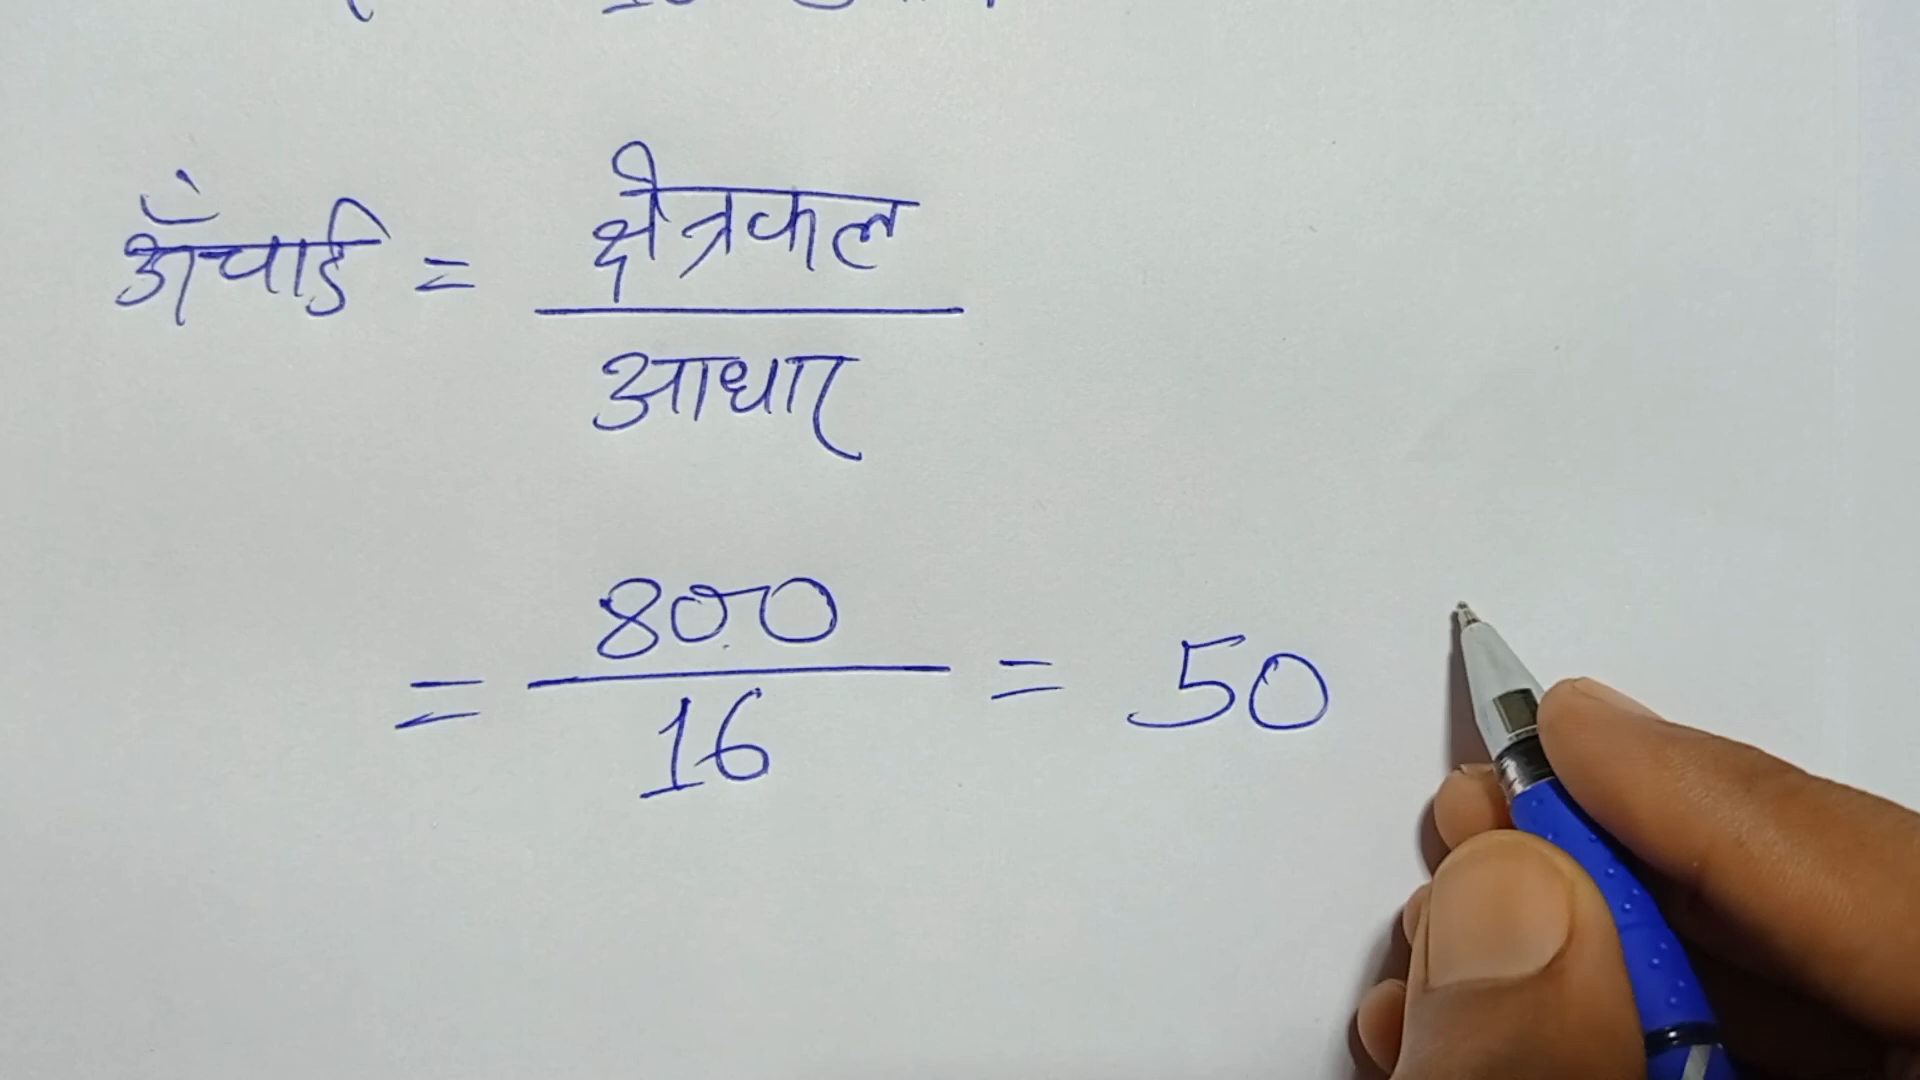 ऊँचाई = क्षेत्रफल
आधार
= 800
16
= 50